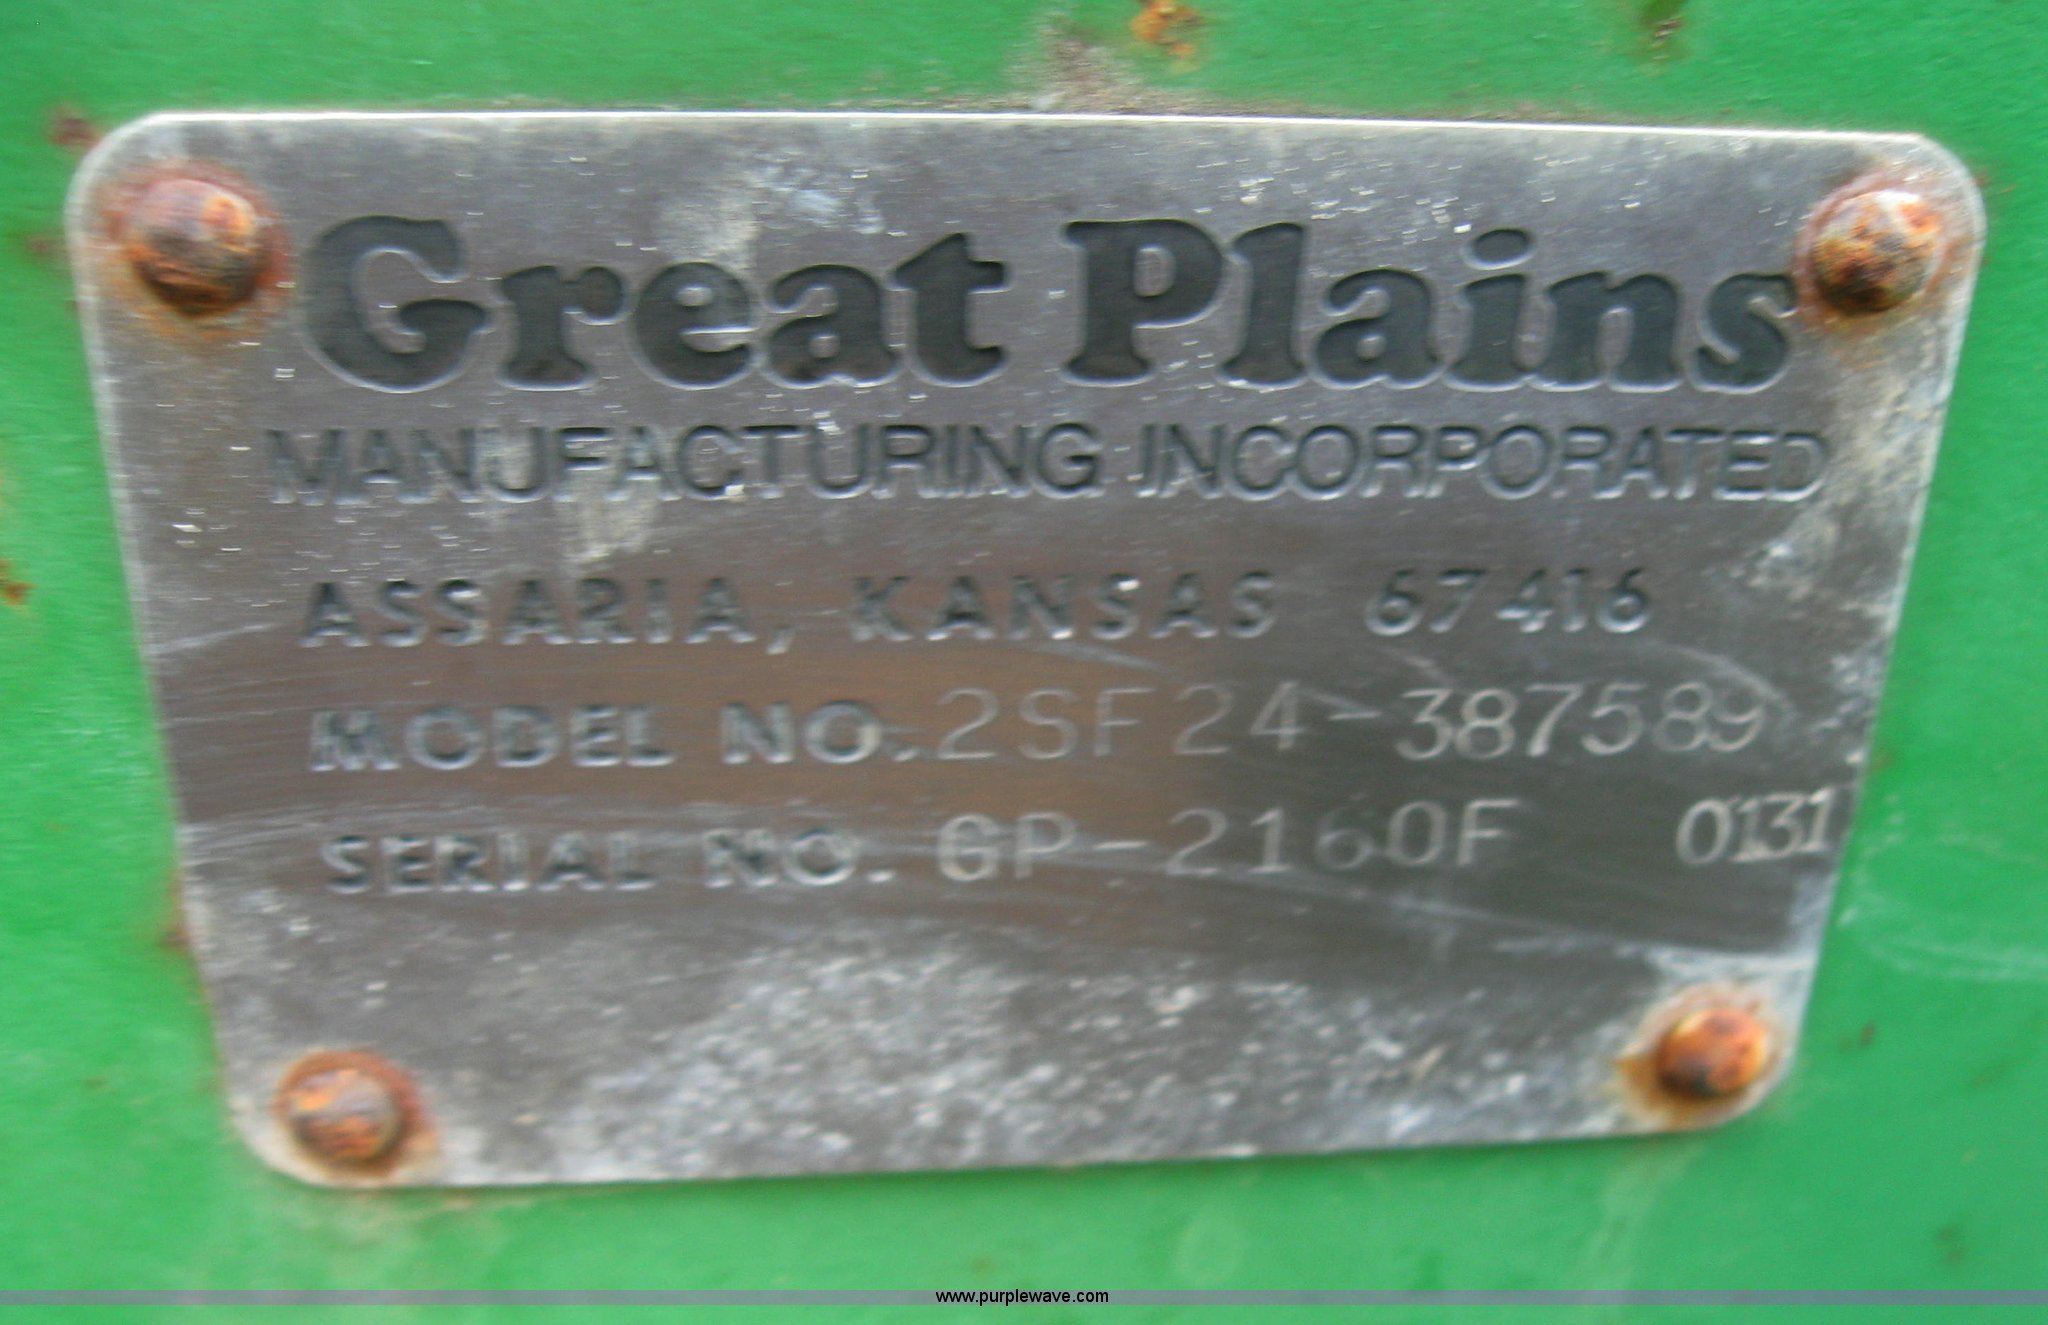 Great Plains
MANUFACTURING INCORPORATED
ASSARIA, KANSAS 67416
MODEL NO. 2SF24-387589
SERIAL NO. GP-2160F 0131
www.purplewave.com